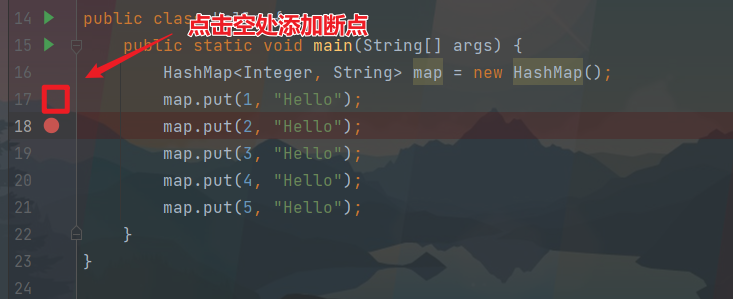 点击空处添加断点
14 public class
15 public static void main(String[] args) {
16 HashMap<Integer, String> map = new HashMap();
17 map.put(1, "Hello");
18 map.put(2, "Hello");
19 map.put(3, "Hello");
20 map.put(4, "Hello");
21 map.put(5, "Hello");
22 }
23 }
24